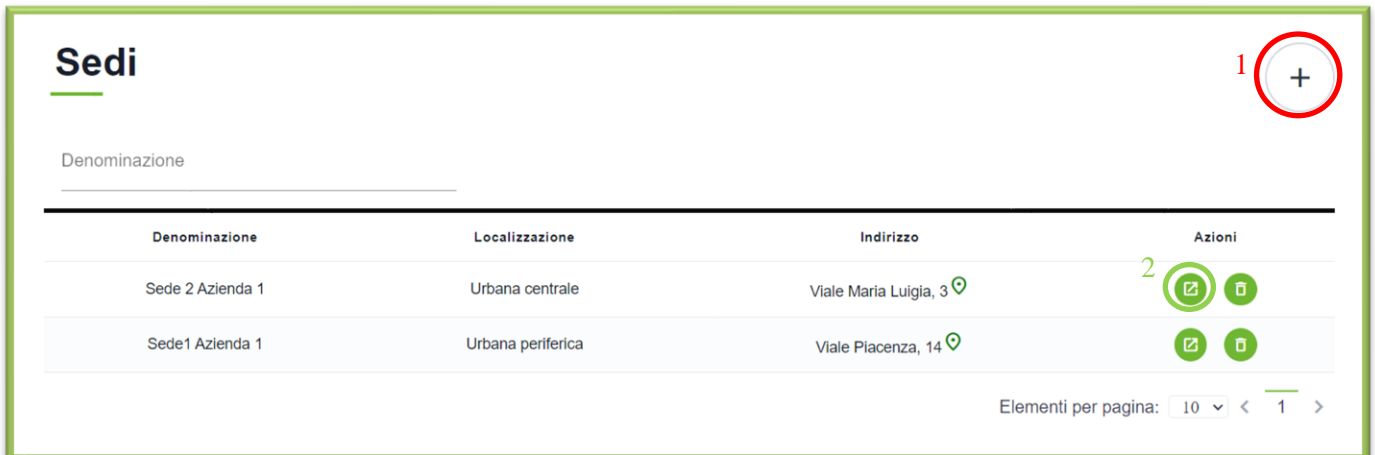 Sedi
1
+
Denominazione
Denominazione Localizzazione Indirizzo Azioni
2
Sede 2 Azienda 1 Urbana centrale Viale Maria Luigia, 3
Sede1 Azienda 1 Urbana periferica Viale Piacenza, 14
Elementi per pagina: 10 < 1 >